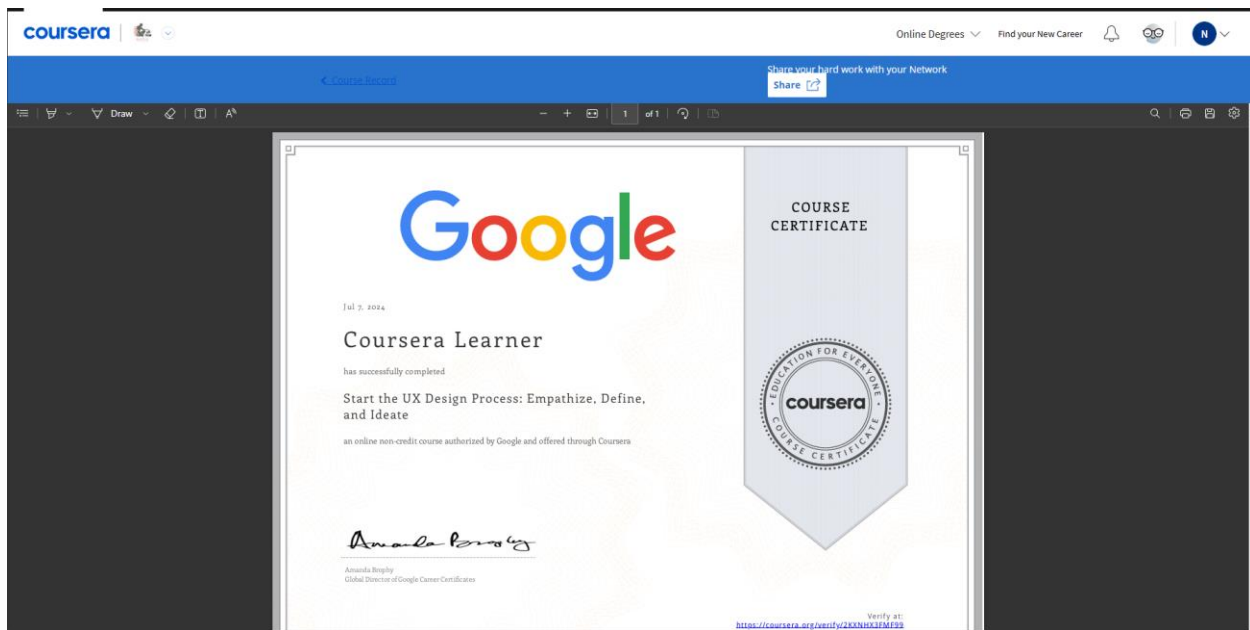 coursera
Online Degrees
Find your New Career
N
Course Record
Share your hard work with your Network
Share
Draw
1 of 1
Google
COURSE
CERTIFICATE
Jul 7, 2024
Coursera Learner
has successfully completed
Start the UX Design Process: Empathize, Define,
and Ideate
an online non-credit course authorized by Google and offered through Coursera
EDUCATION FOR EVERYONE
coursera
COURSE CERTIFICATE
Amanda Brophy
Amanda Brophy
Global Director of Google Career Certificates
Verify at:
https://coursera.org/verify/2KXNHX3FMF99